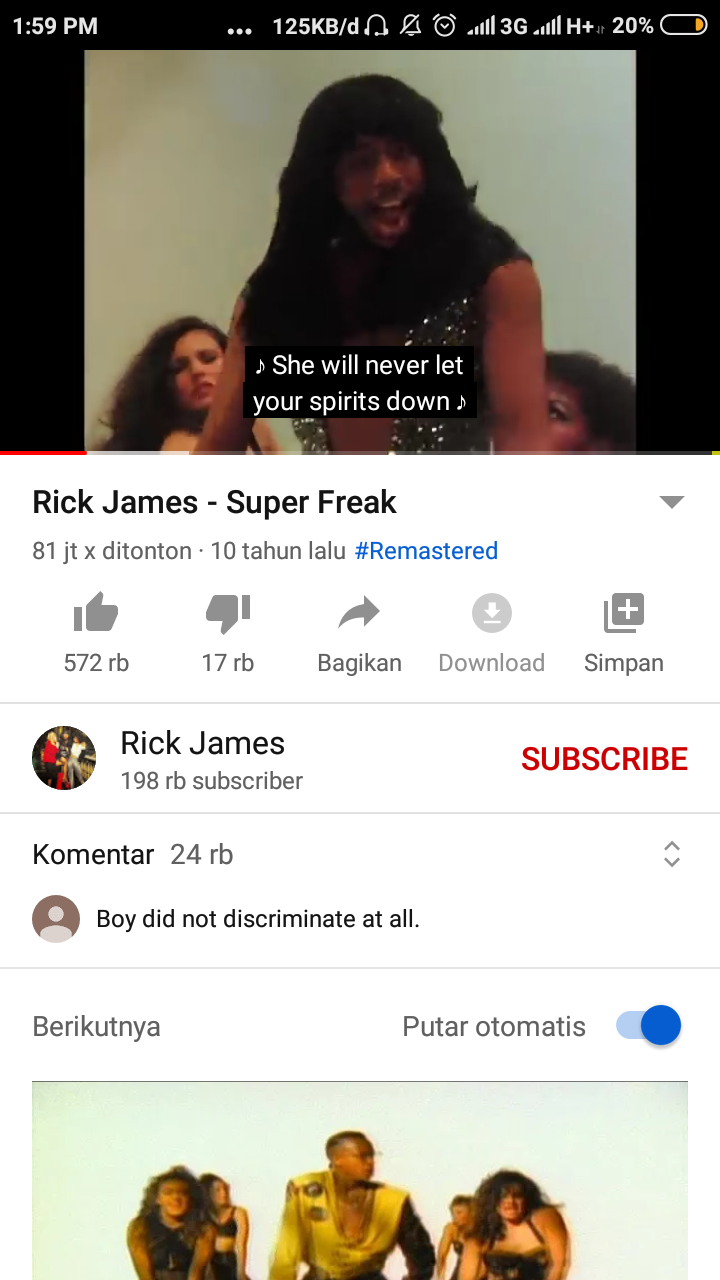 1:59 PM ... 125KB/d 3G H+ 20%
♪ She will never let
your spirits down ♪
Rick James - Super Freak
81 jt x ditonton · 10 tahun lalu #Remastered
572 rb 17 rb Bagikan Download Simpan
Rick James
198 rb subscriber
SUBSCRIBE
Komentar 24 rb
Boy did not discriminate at all.
Berikutnya Putar otomatis